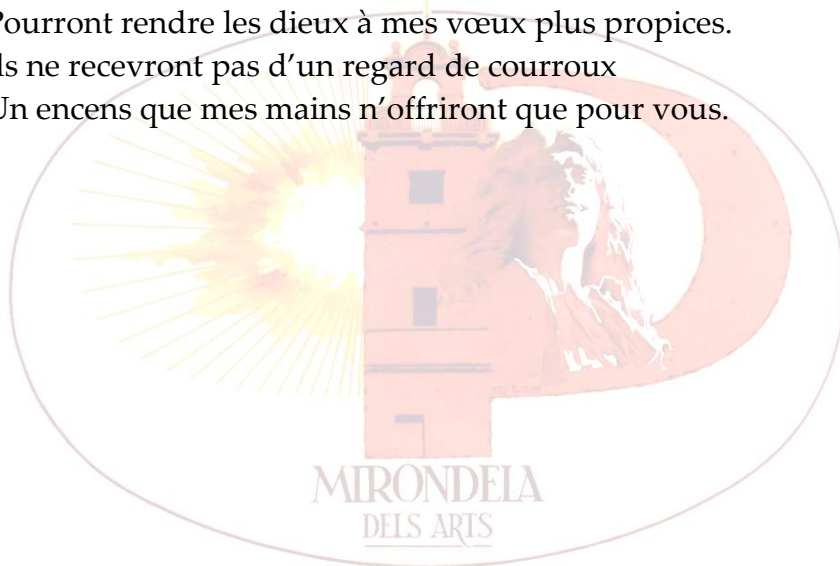 Pourront rendre les dieux à mes vœux plus propices.
ls ne recevront pas d’un regard de courroux
Un encens que mes mains n’offriront que pour vous.
MIRONDELA
DELS ARTS